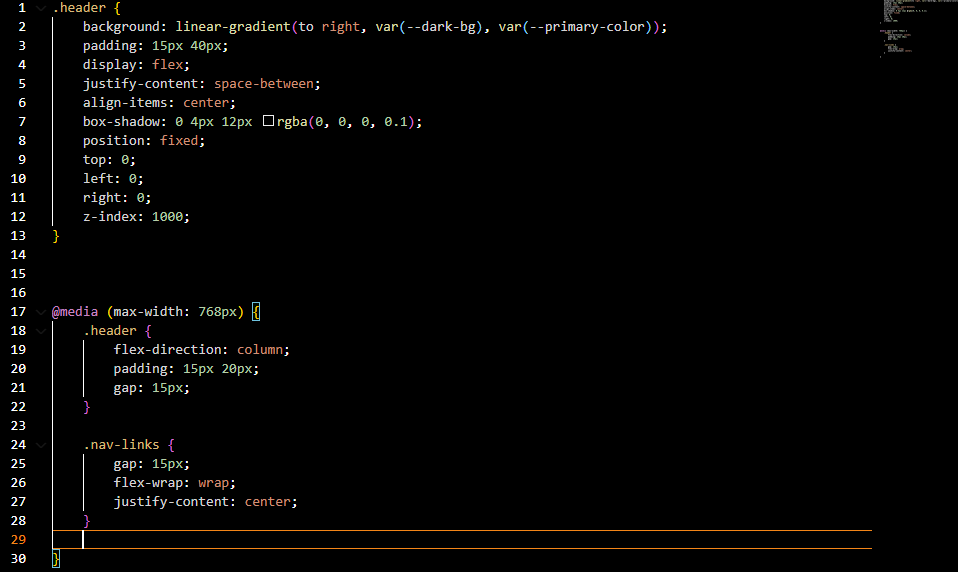 1 .header {
2 background: linear-gradient(to right, var(--dark-bg), var(--primary-color));
3 padding: 15px 40px;
4 display: flex;
5 justify-content: space-between;
6 align-items: center;
7 box-shadow: 0 4px 12px rgba(0, 0, 0, 0.1);
8 position: fixed;
9 top: 0;
10 left: 0;
11 right: 0;
12 z-index: 1000;
13 }
14
15
16
17 @media (max-width: 768px) {
18 .header {
19 flex-direction: column;
20 padding: 15px 20px;
21 gap: 15px;
22 }
23
24 .nav-links {
25 gap: 15px;
26 flex-wrap: wrap;
27 justify-content: center;
28 }
29
30 }